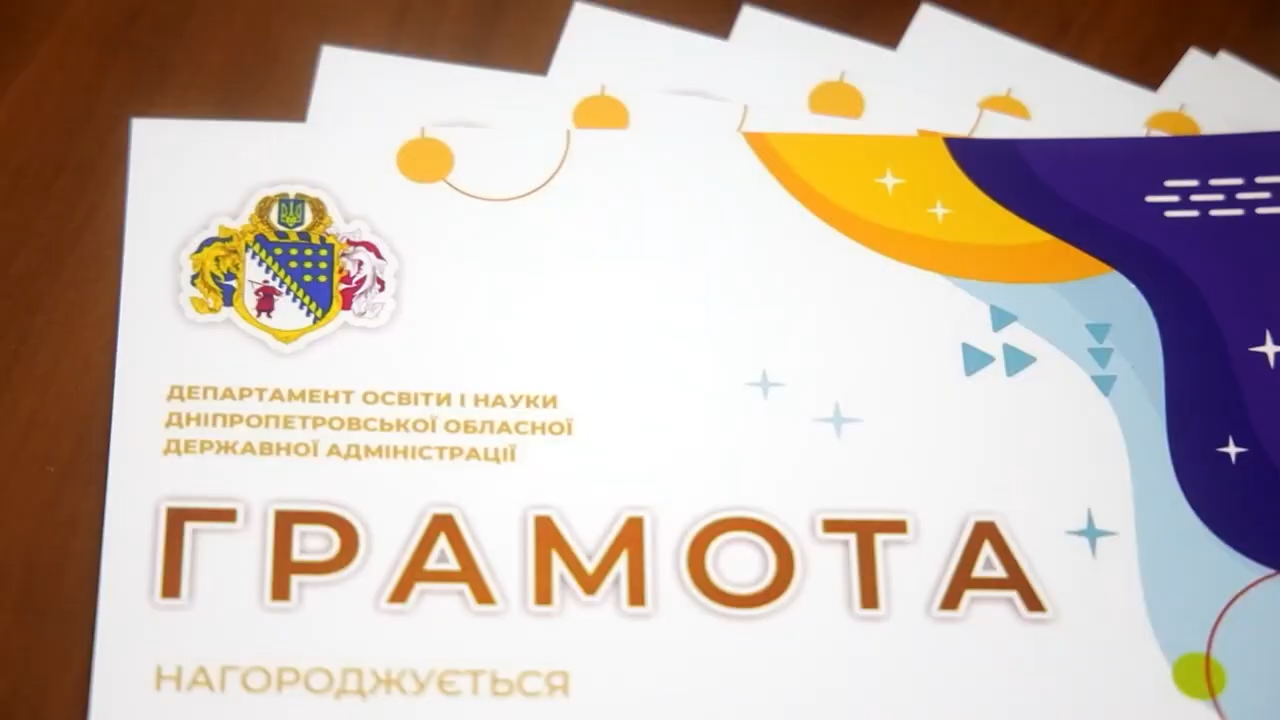 ДЕПАРТАМЕНТ ОСВІТИ І НАУКИ
ДНІПРОПЕТРОВСЬКОЇ ОБЛАСНОЇ
ДЕРЖАВНОЇ АДМІНІСТРАЦІЇ
ГРАМОТА
НАГОРОДЖУЄТЬСЯ